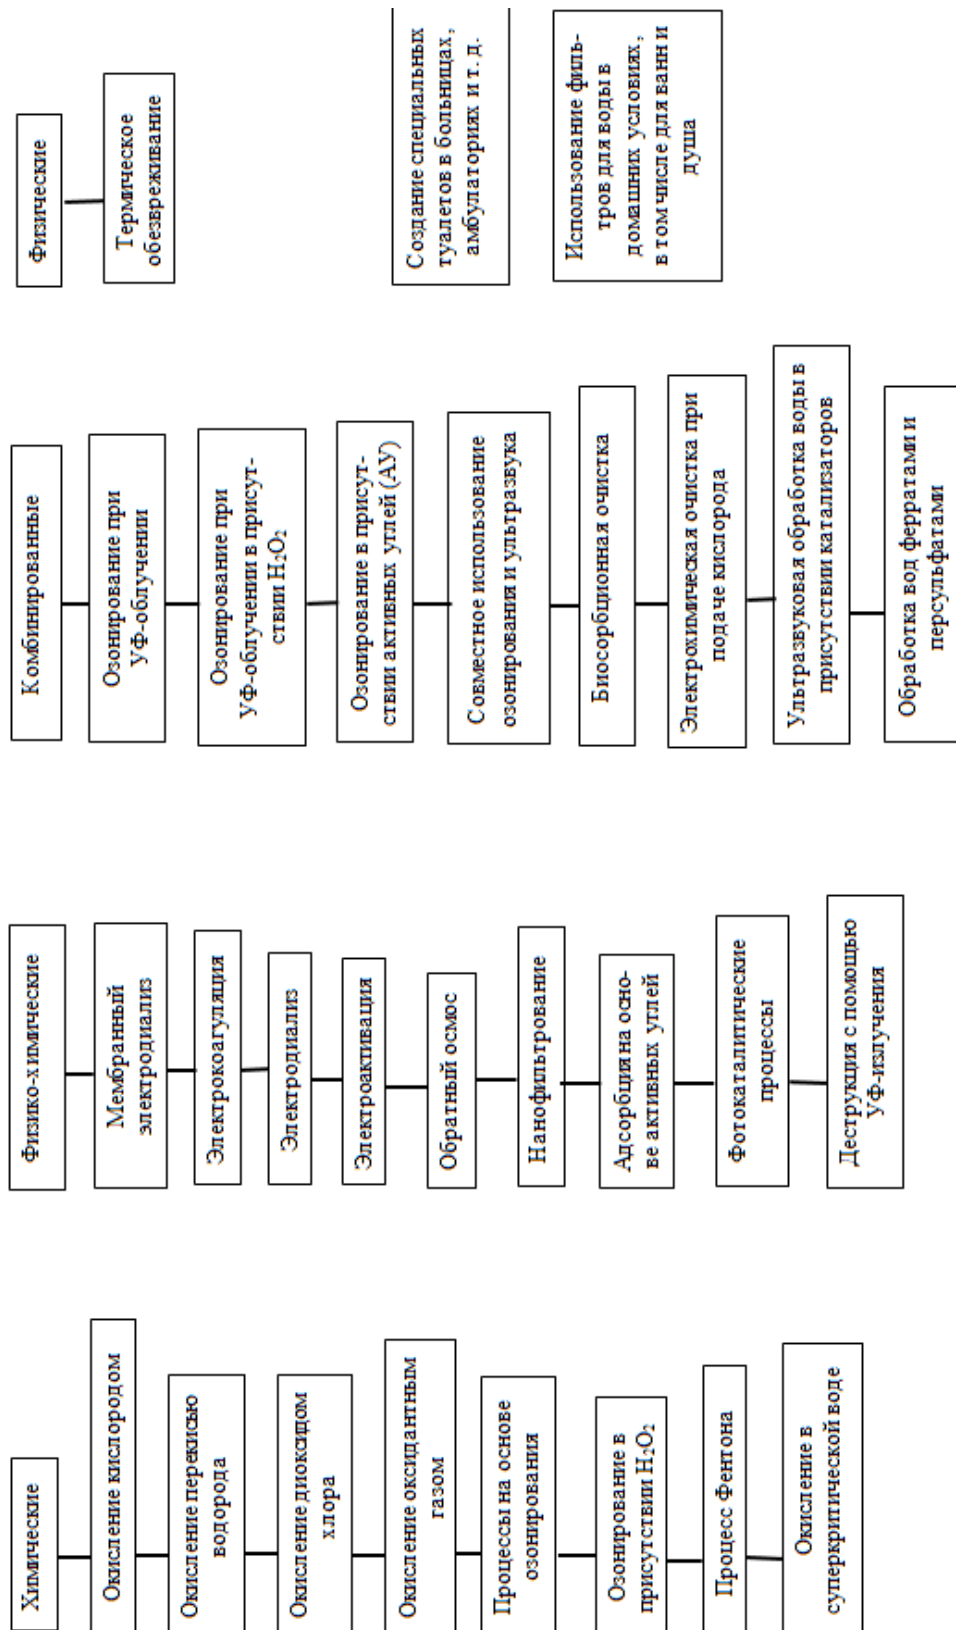 Химические
Окисление кислородом
Окисление перекисью
водорода
Окисление диоксидом
хлора
Окисление оксидантным
газом
Процессы на основе
озонирования
Озонирование в
присутствии H₂O₂
Процесс Фентона
Окисление в
суперкритической воде
Физико-химические
Мембранный
электродиализ
Электрокоагуляция
Электродиализ
Электроактивация
Обратный осмос
Нанофильтрование
Адсорбция на осно-
ве активных углей
Фотокаталитические
процессы
Деструкция с помощью
УФ-излучения
Комбинированные
Озонирование при
УФ-облучении
Озонирование при
УФ-облучении в присут-
ствии H₂O₂
Озонирование в присут-
ствии активных углей (АУ)
Совместное использование
озонирования и ультразвука
Биосорбционная очистка
Электрохимическая очистка при
подаче кислорода
Ультразвуковая обработка воды в
присутствии катализаторов
Обработка вод ферратами и
персульфатами
Физические
Термическое
обезвреживание
Создание специальных
туалетов в больницах,
амбулаториях и т. д.
Использование филь-
тров для воды в
домашних условиях,
в том числе для ванн и
душа